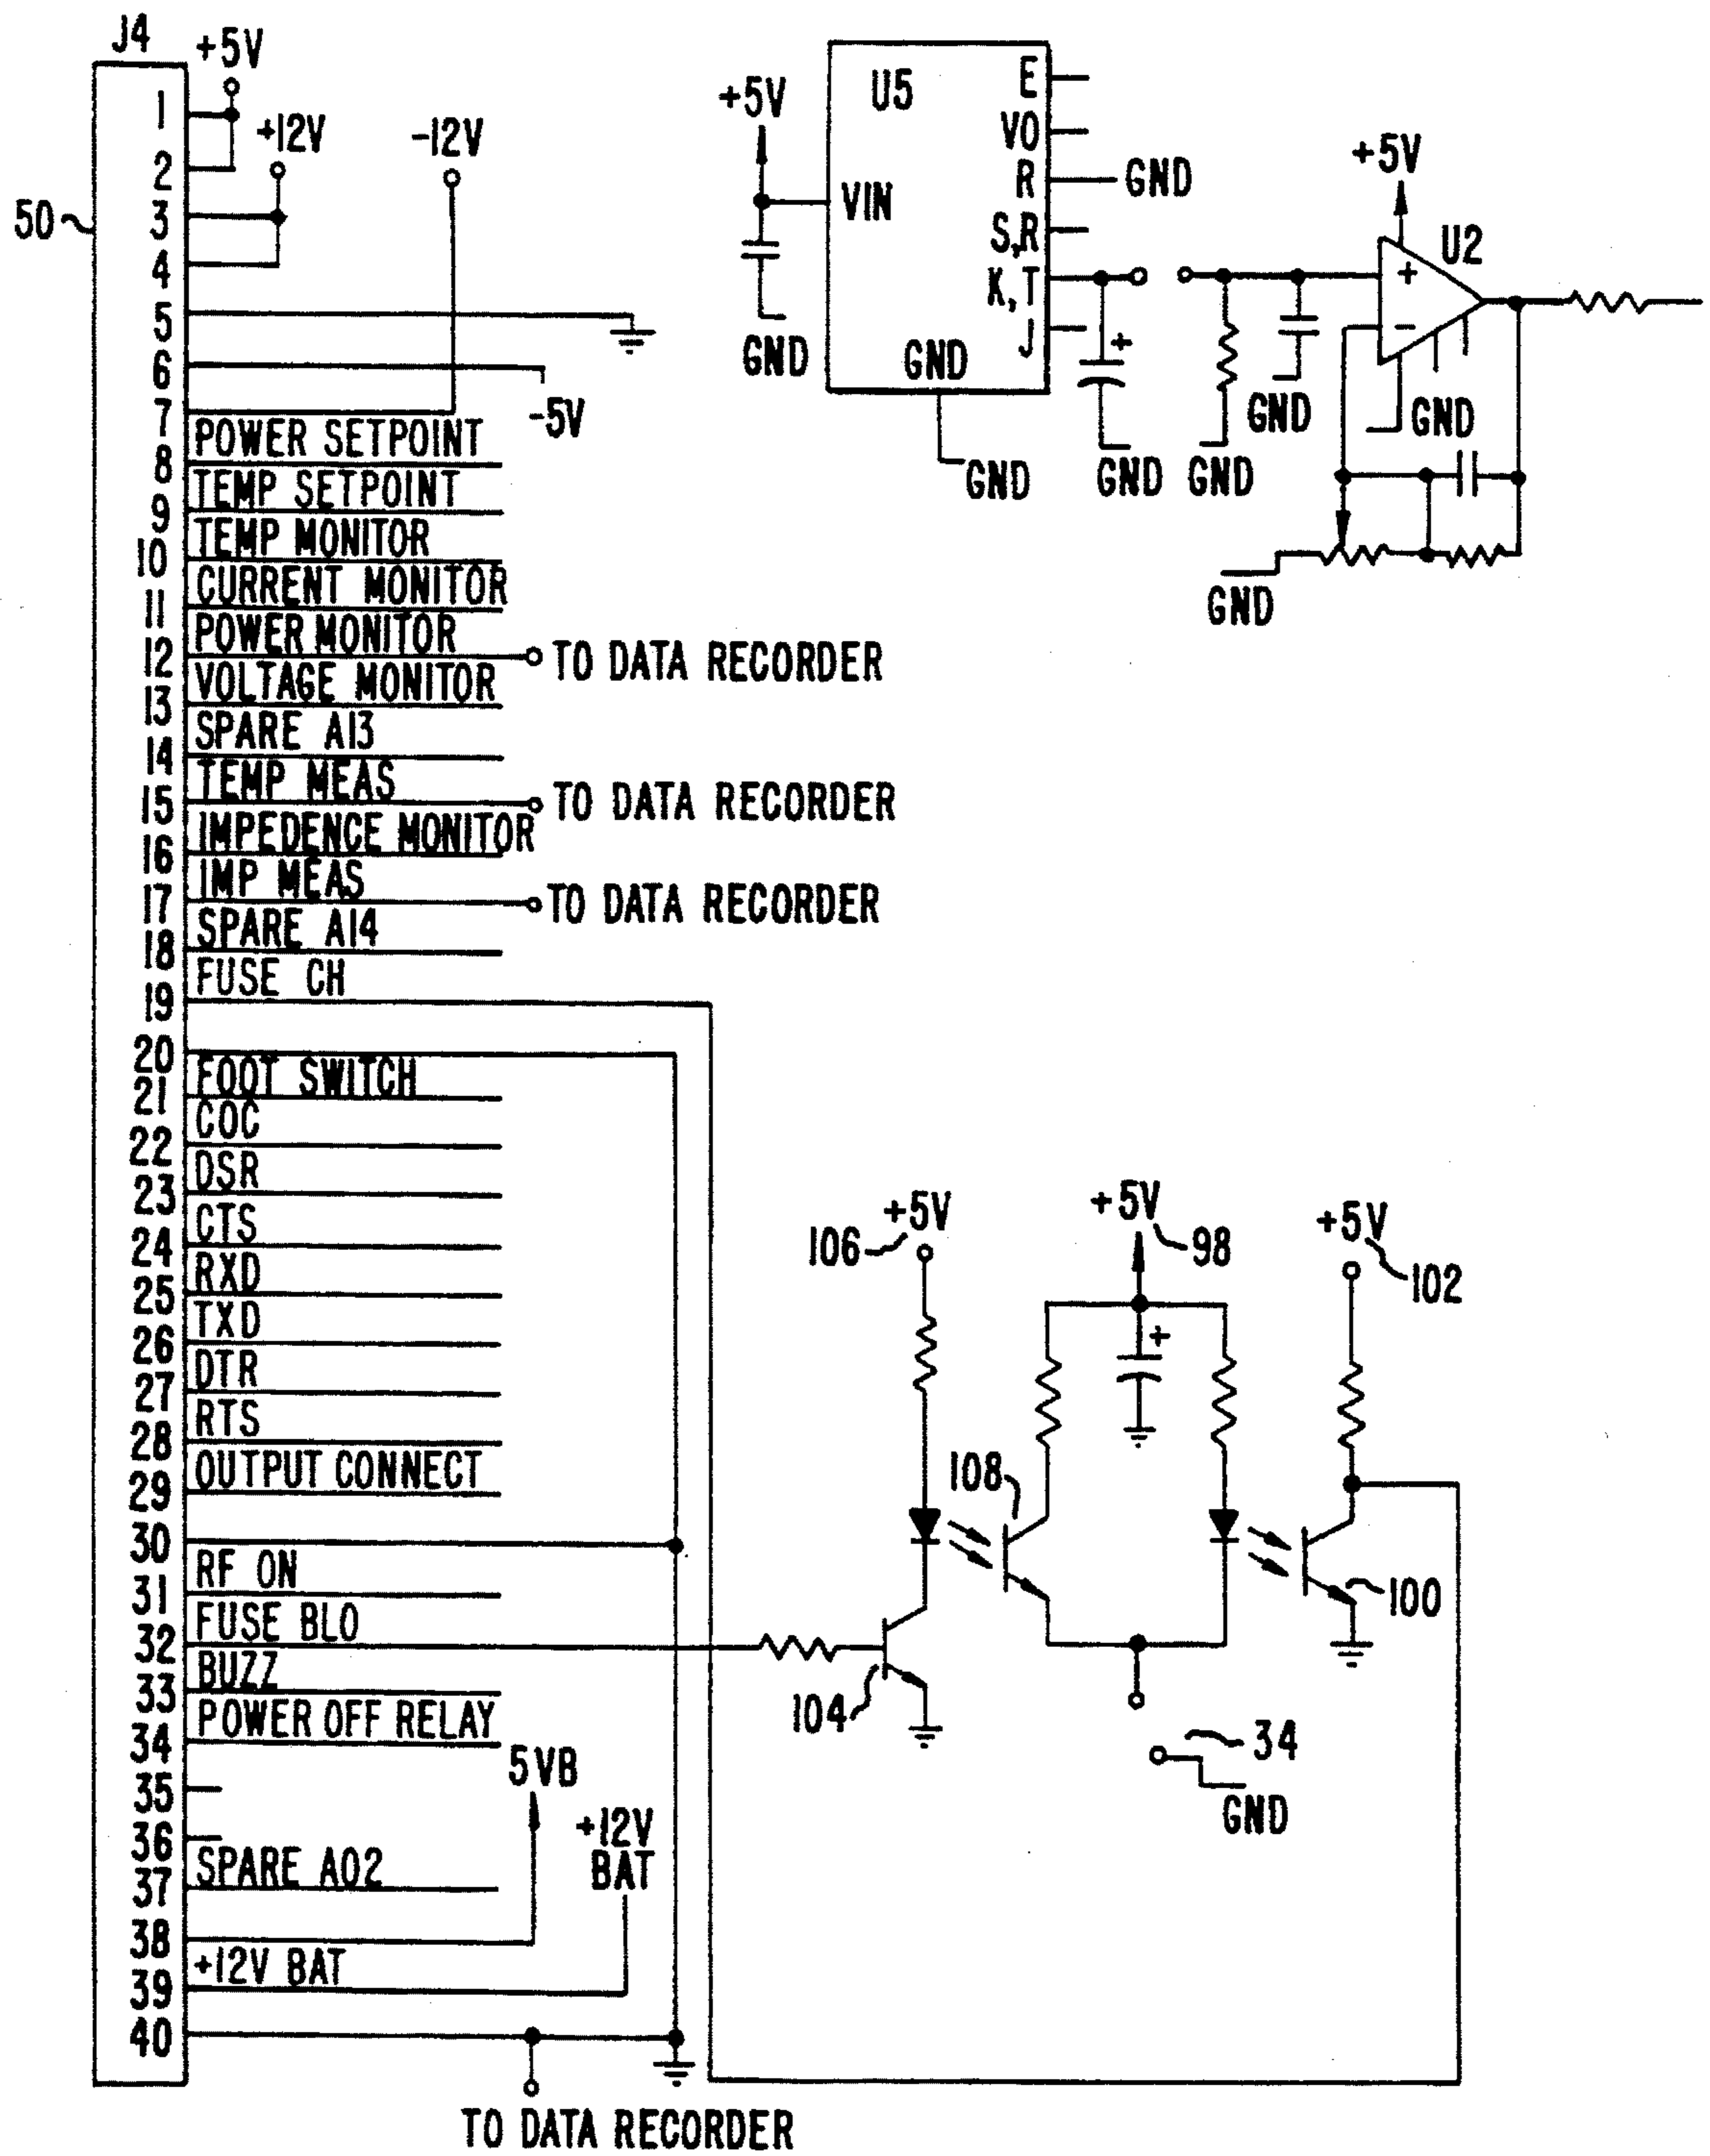 J4
+5V
1
+12V
-12V
2
50
3
4
5
6
-5V
7
POWER SETPOINT
8
TEMP SETPOINT
9
TEMP MONITOR
10
CURRENT MONITOR
11
POWER MONITOR
12
TO DATA RECORDER
VOLTAGE MONITOR
13
SPARE AI3
14
TEMP MEAS
15
TO DATA RECORDER
IMPEDENCE MONITOR
16
IMP MEAS
17
TO DATA RECORDER
SPARE AI4
18
FUSE CH
19
20
FOOT SWITCH
21
COC
22
DSR
23
CTS
24
RXD
25
TXD
26
DTR
27
RTS
28
OUTPUT CONNECT
29
30
RF ON
31
FUSE BLO
32
BUZZ
33
POWER OFF RELAY
34
5VB
35
+12V
BAT
36
SPARE AO2
37
38
+12V BAT
39
40
TO DATA RECORDER
+5V
U5
E
VO
R
GND
VIN
S,R
K,T
J
GND
GND
GND
+
GND
GND
GND
+5V
U2
+
-
GND
GND
106
+5V
+5V
98
+5V
102
+
108
100
104
34
GND